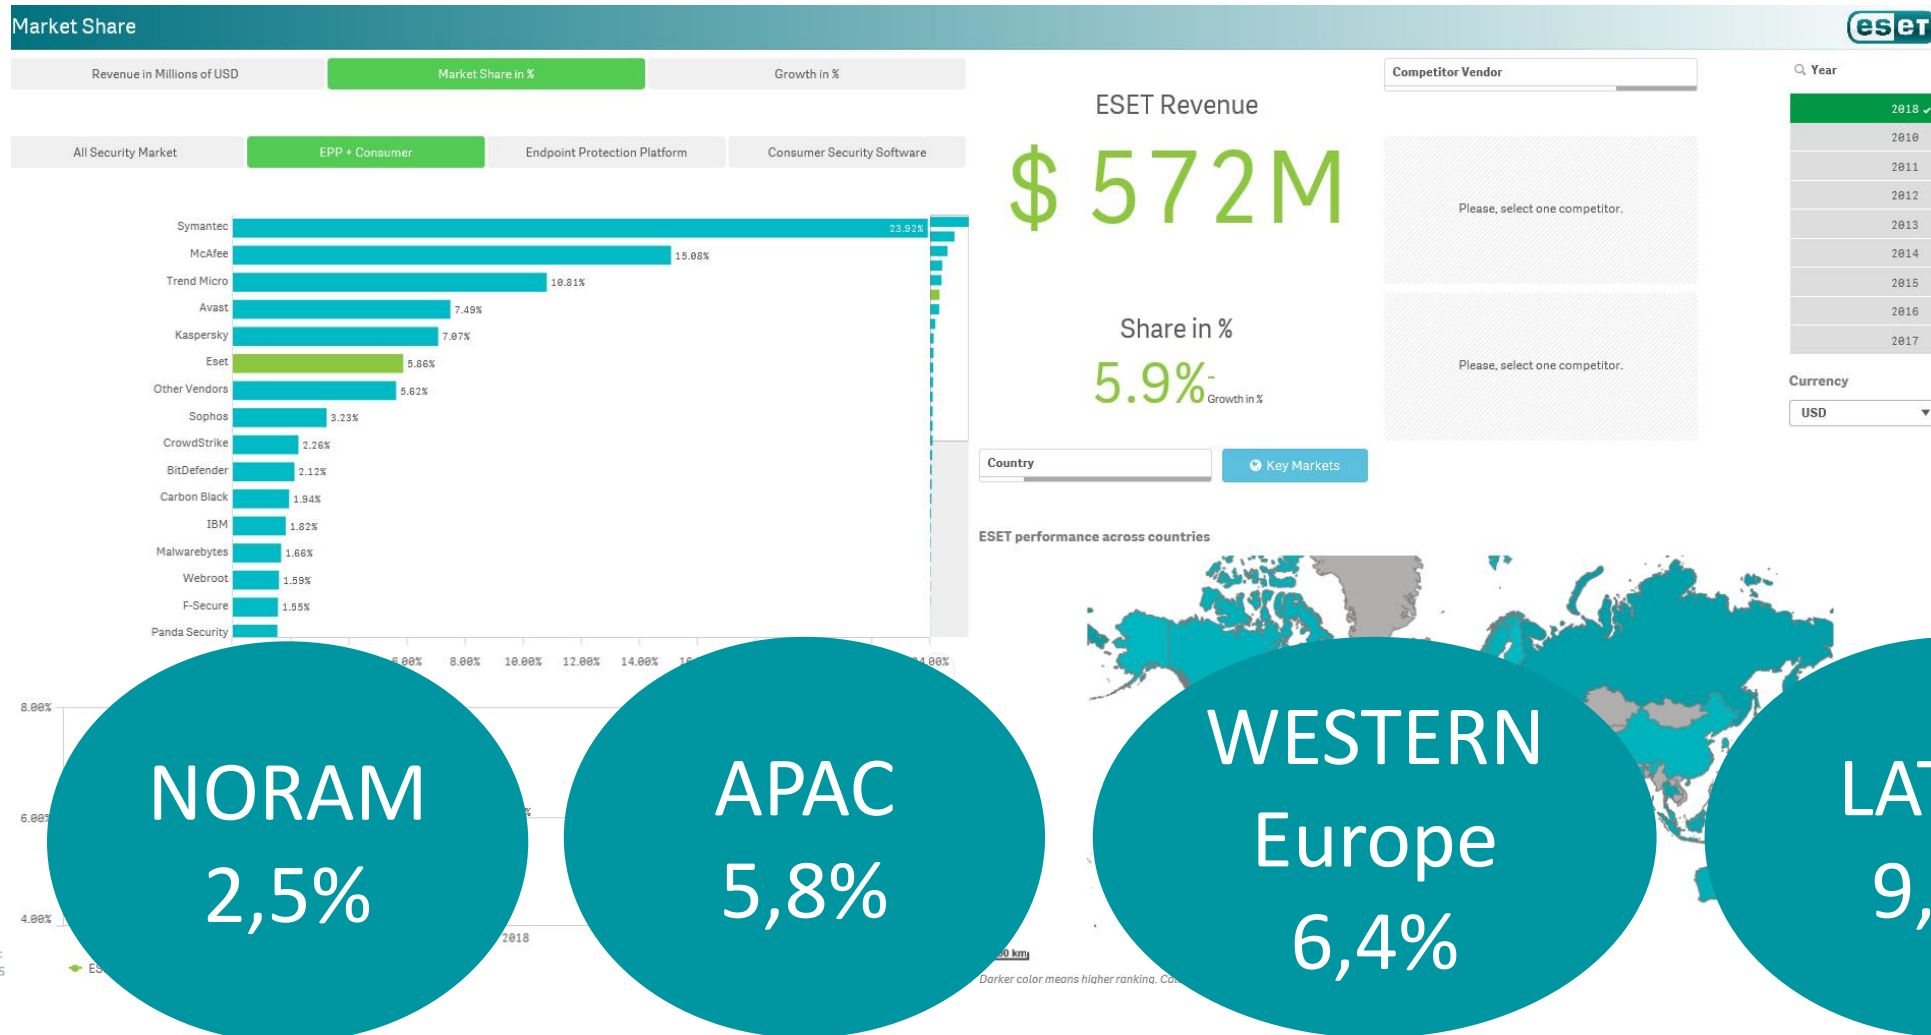 Market Share
eset
Revenue in Millions of USD
Market Share in %
Growth in %
All Security Market
EPP + Consumer
Endpoint Protection Platform
Consumer Security Software
Symantec 23.92%
McAfee 15.08%
Trend Micro 10.81%
Avast 7.49%
Kaspersky 7.07%
Eset 5.86%
Other Vendors 5.62%
Sophos 3.23%
CrowdStrike 2.26%
BitDefender 2.12%
Carbon Black 1.94%
IBM 1.82%
Malwarebytes 1.66%
Webroot 1.59%
F-Secure 1.55%
Panda Security
8.00% 10.00% 12.00% 14.00%
ESET Revenue
$ 572M
Share in %
5.9% -
Growth in %
Competitor Vendor
Please, select one competitor.
Please, select one competitor.
Year
2018
2010
2011
2012
2013
2014
2015
2016
2017
Currency
USD
Country
Key Markets
ESET performance across countries
8.00%
6.00%
4.00%
2018
NORAM
2,5%
APAC
5,8%
WESTERN
Europe
6,4%
km
Darker color means higher ranking.